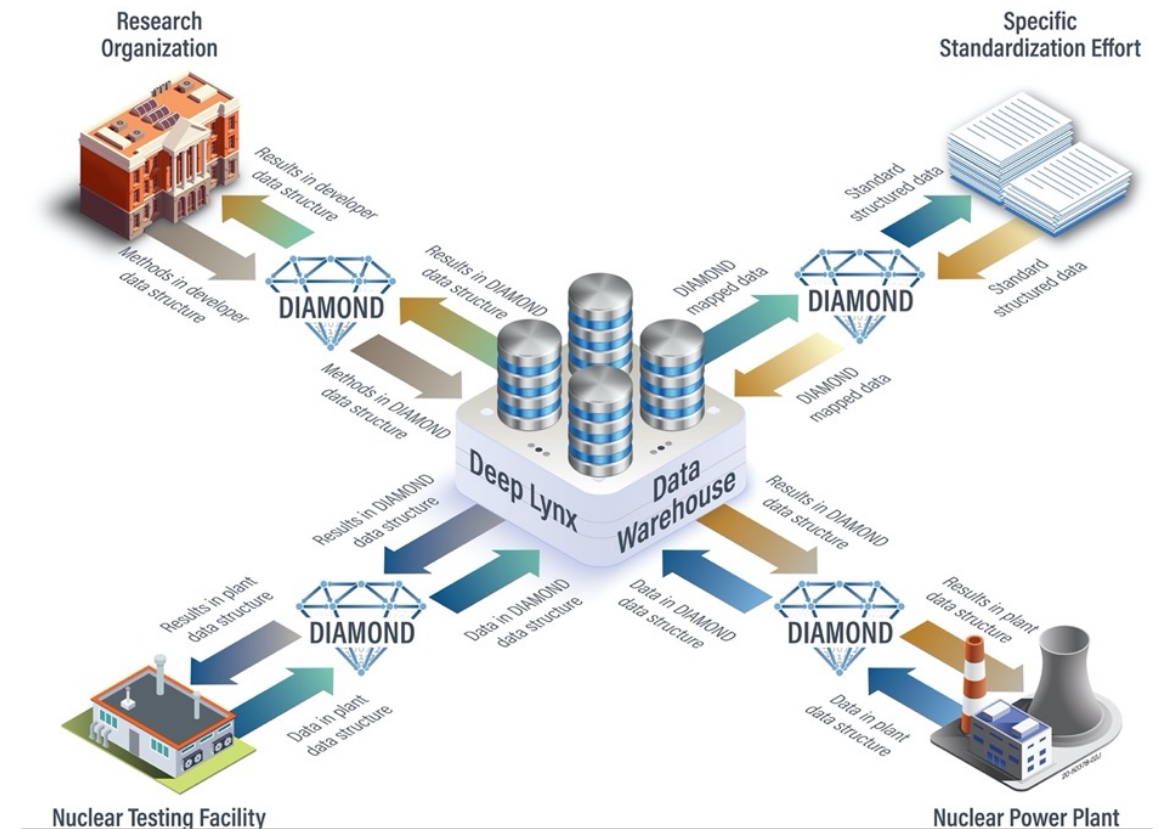 Research
Organization
Specific
Standardization Effort
Results in developer
data structure
Methods in developer
data structure
DIAMOND
Results in DIAMOND
data structure
Methods in DIAMOND
data structure
Standard
structured data
Standard
structured data
DIAMOND
DIAMOND
mapped data
DIAMOND
mapped data
Deep Lynx
Data
Warehouse
Results in DIAMOND
data structure
Data in DIAMOND
data structure
DIAMOND
Results in plant
data structure
Data in plant
data structure
Results in DIAMOND
data structure
Data in DIAMOND
data structure
DIAMOND
Results in plant
data structure
Data in plant
data structure
Nuclear Testing Facility
Nuclear Power Plant